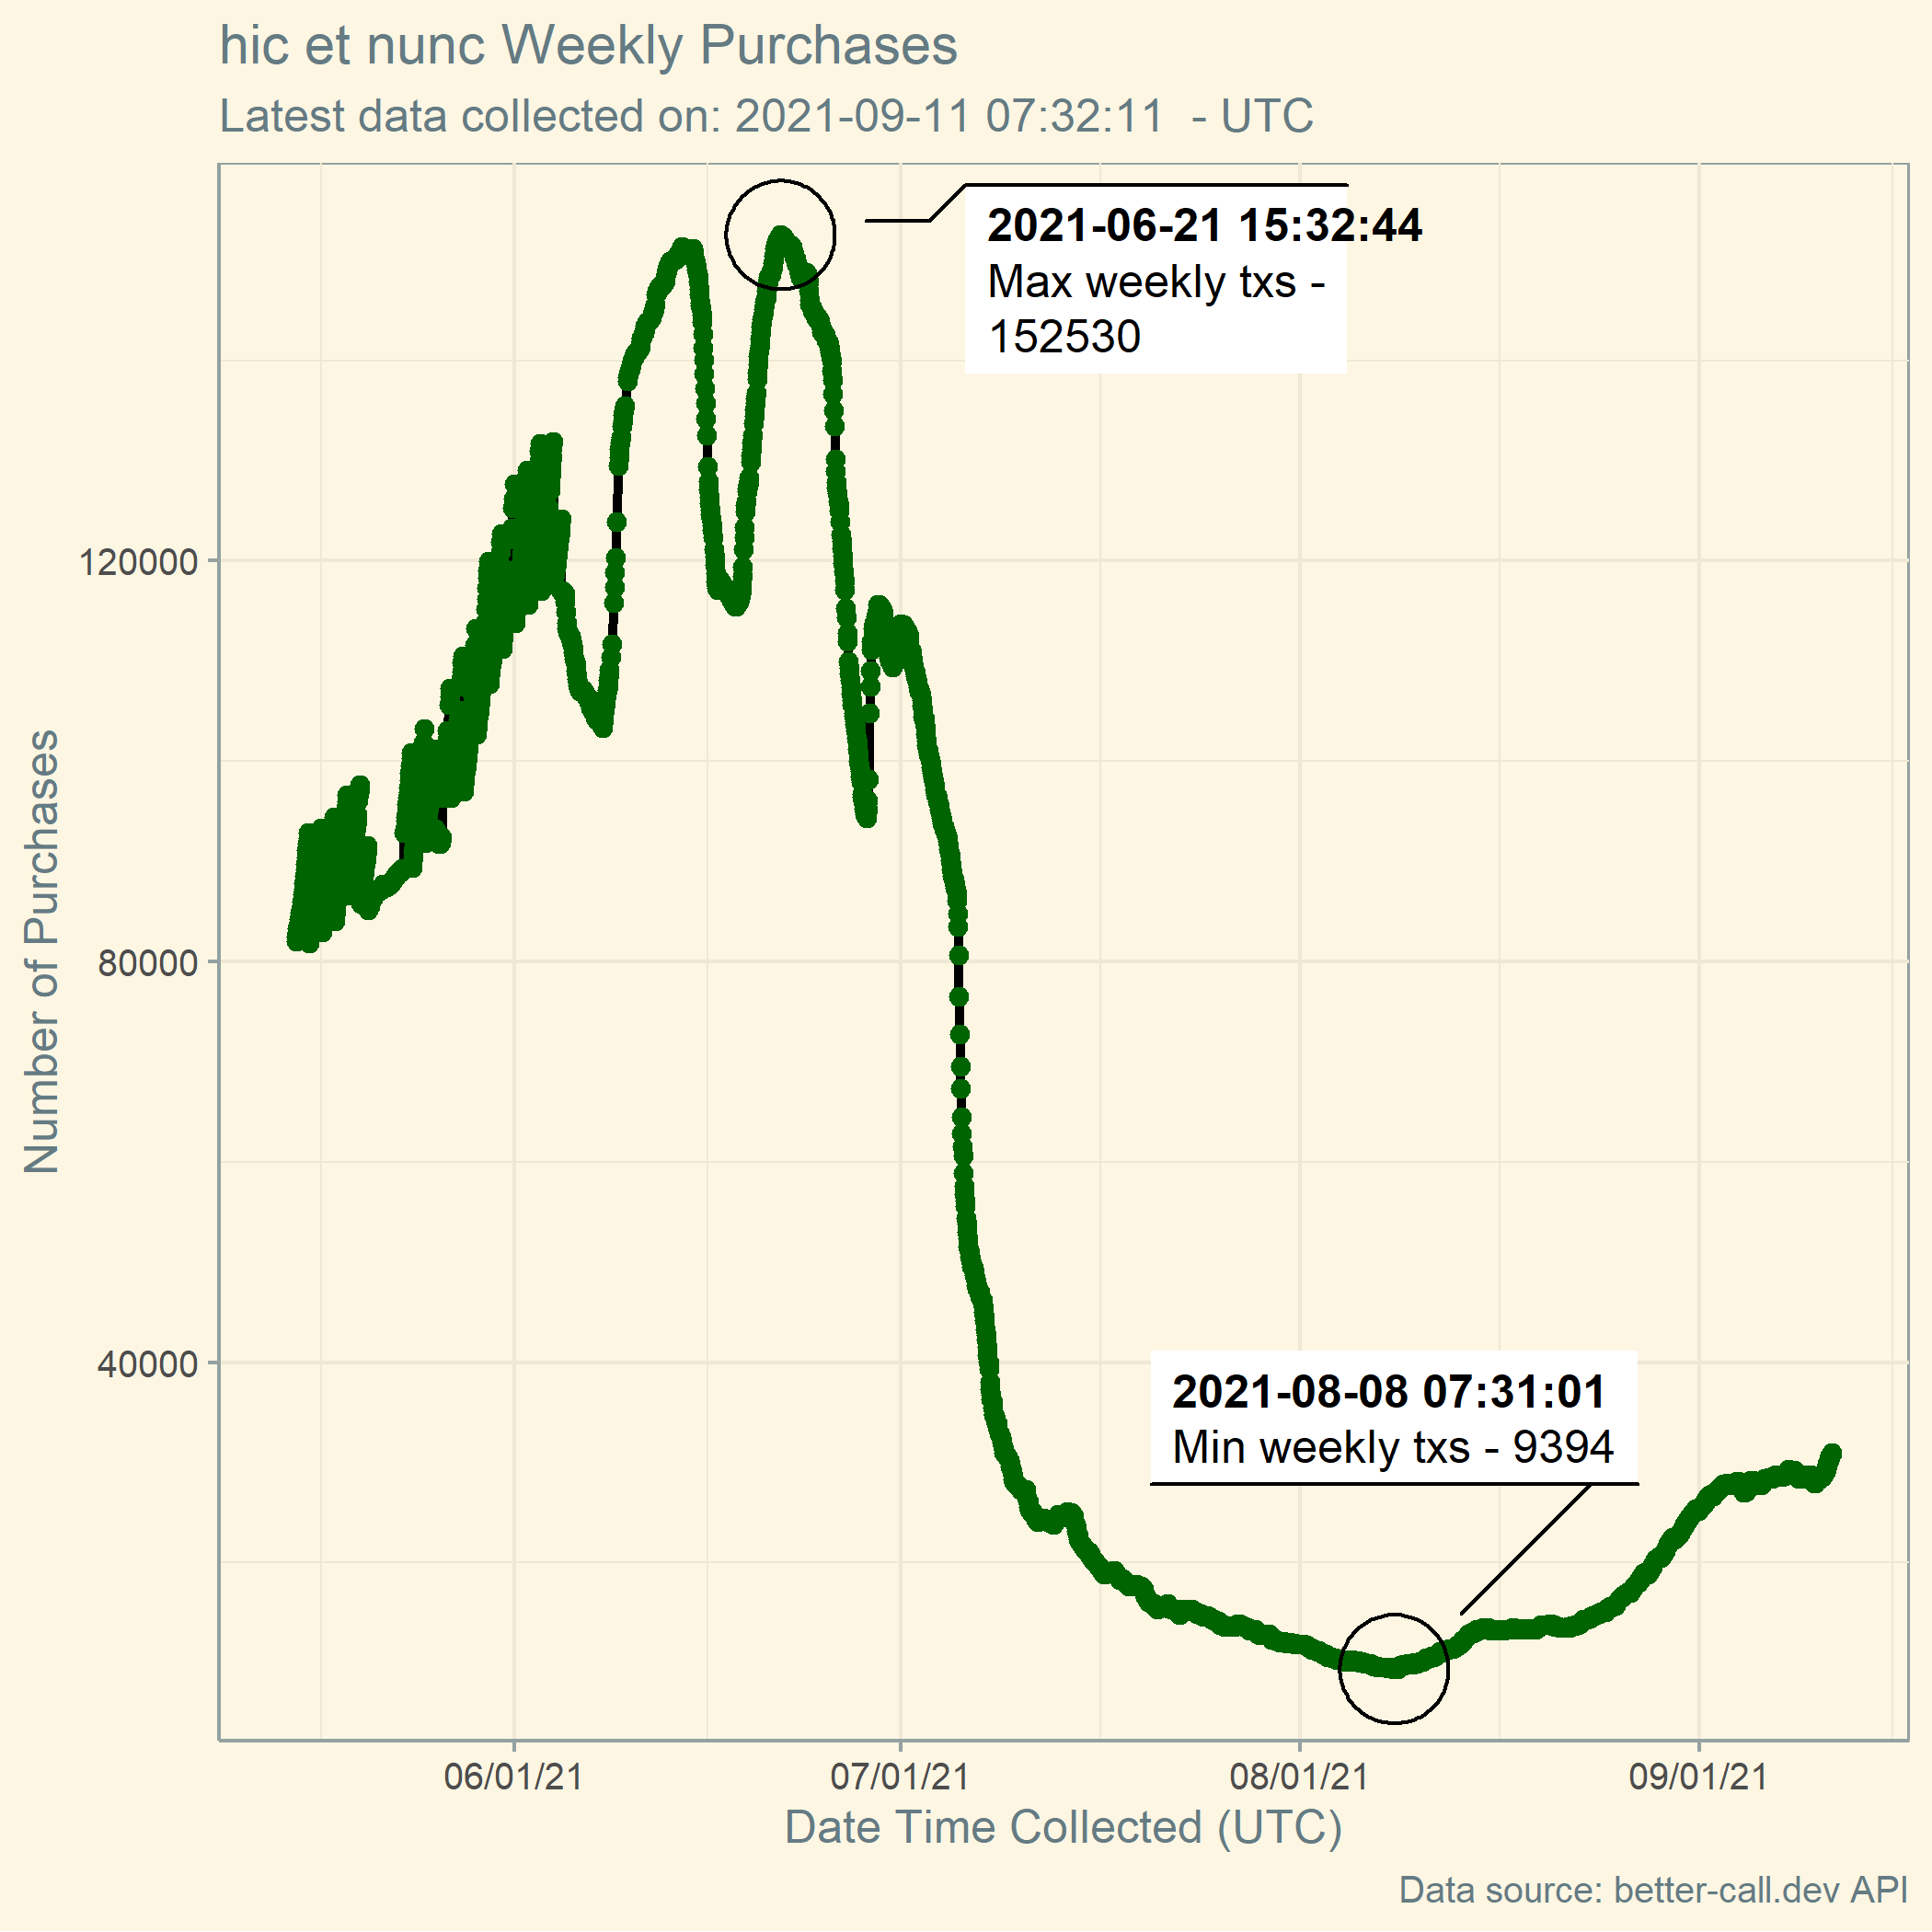 hic et nunc Weekly Purchases
Latest data collected on: 2021-09-11 07:32:11  - UTC
2021-06-21 15:32:44
Max weekly txs -
152530
120000
80000
40000
Number of Purchases
2021-08-08 07:31:01
Min weekly txs - 9394
06/01/21 07/01/21 08/01/21 09/01/21
Date Time Collected (UTC)
Data source: better-call.dev API